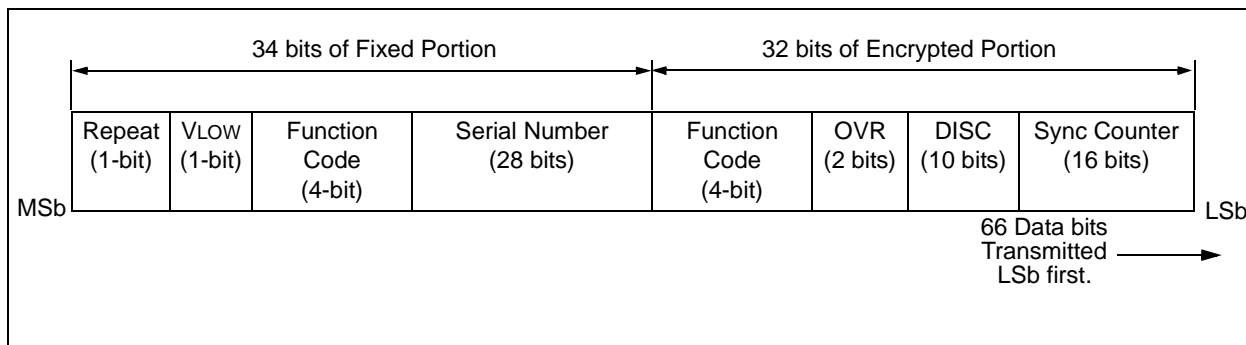 34 bits of Fixed Portion
32 bits of Encrypted Portion
Repeat
(1-bit)
VLOW
(1-bit)
Function
Code
(4-bit)
Serial Number
(28 bits)
Function
Code
(4-bit)
OVR
(2 bits)
DISC
(10 bits)
Sync Counter
(16 bits)
MSb
LSb
66 Data bits
Transmitted
LSb first.